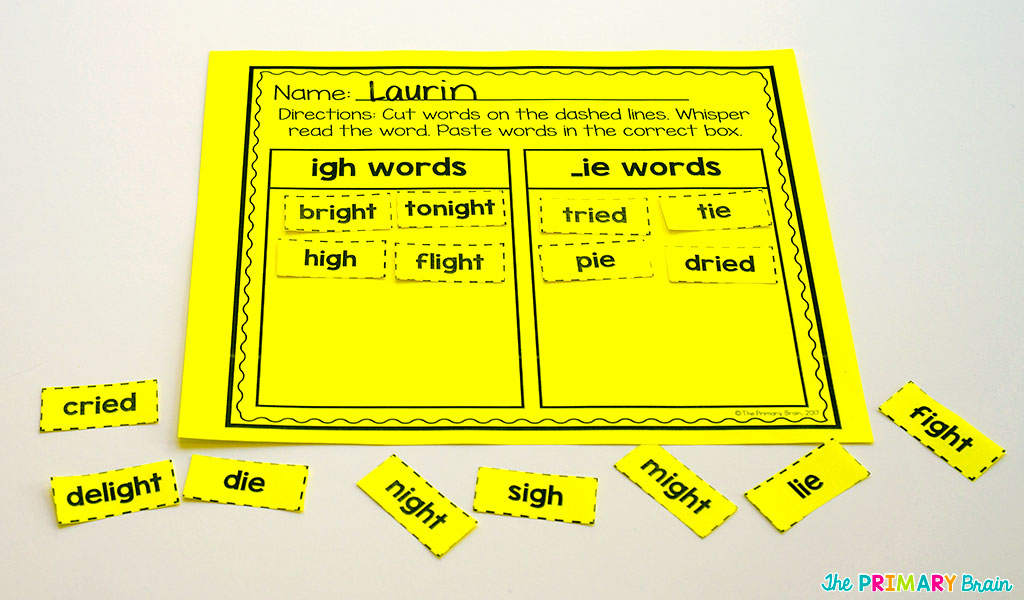 Name: Laurin
Directions: Cut words on the dashed lines. Whisper
read the word. Paste words in the correct box.
igh words
bright tonight
high flight
_ie words
tried tie
pie dried
© The Primary Brain, 2017
cried
fight
delight die night sigh might lie
The PRIMARY Brain